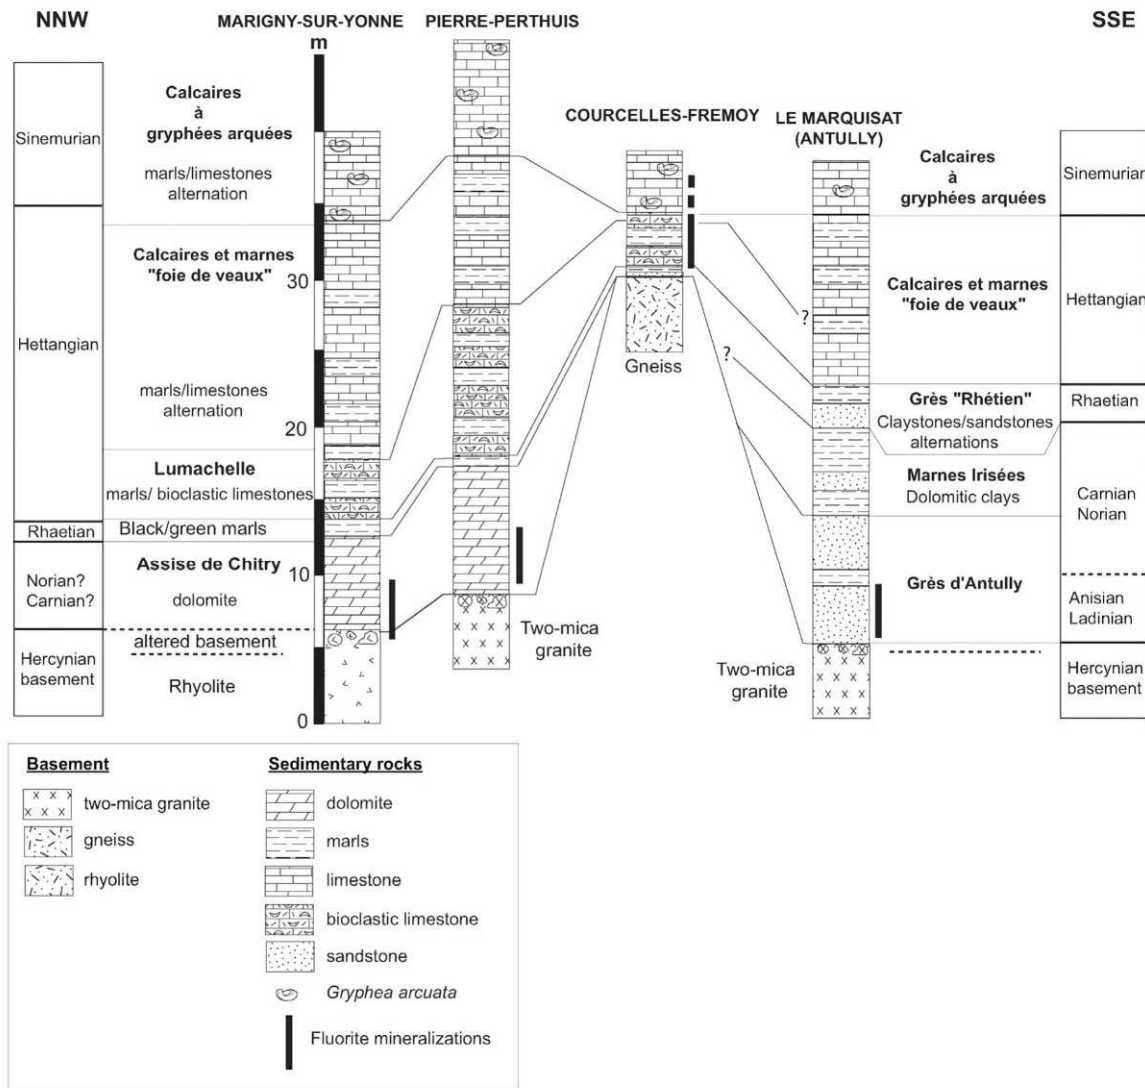 NNW
MARIGNY-SUR-YONNE
PIERRE-PERTHUIS
SSE
m
COURCELLES-FREMOY
LE MARQUISAT
(ANTULLY)
Sinemurian
Calcaires
à
gryphées arquées
marls/limestones
alternation
Calcaires
à
gryphées arquées
Sinemurian
Hettangian
Calcaires et marnes
"foie de veaux"
marls/limestones
alternation
Lumachelle
marls/ bioclastic limestones
30
20
10
0
Gneiss
?
?
Calcaires et marnes
"foie de veaux"
Hettangian
Grès "Rhétien"
Claystones/sandstones
alternations
Rhaetian
Marnes Irisées
Dolomitic clays
Carnian
Norian
Rhaetian
Black/green marls
Norian?
Carnian?
Assise de Chitry
dolomite
Grès d'Antully
Anisian
Ladinian
altered basement
Hercynian
basement
Rhyolite
Two-mica
granite
Two-mica
granite
Hercynian
basement
Basement
two-mica granite
gneiss
rhyolite
Sedimentary rocks
dolomite
marls
limestone
bioclastic limestone
sandstone
Gryphea arcuata
Fluorite mineralizations